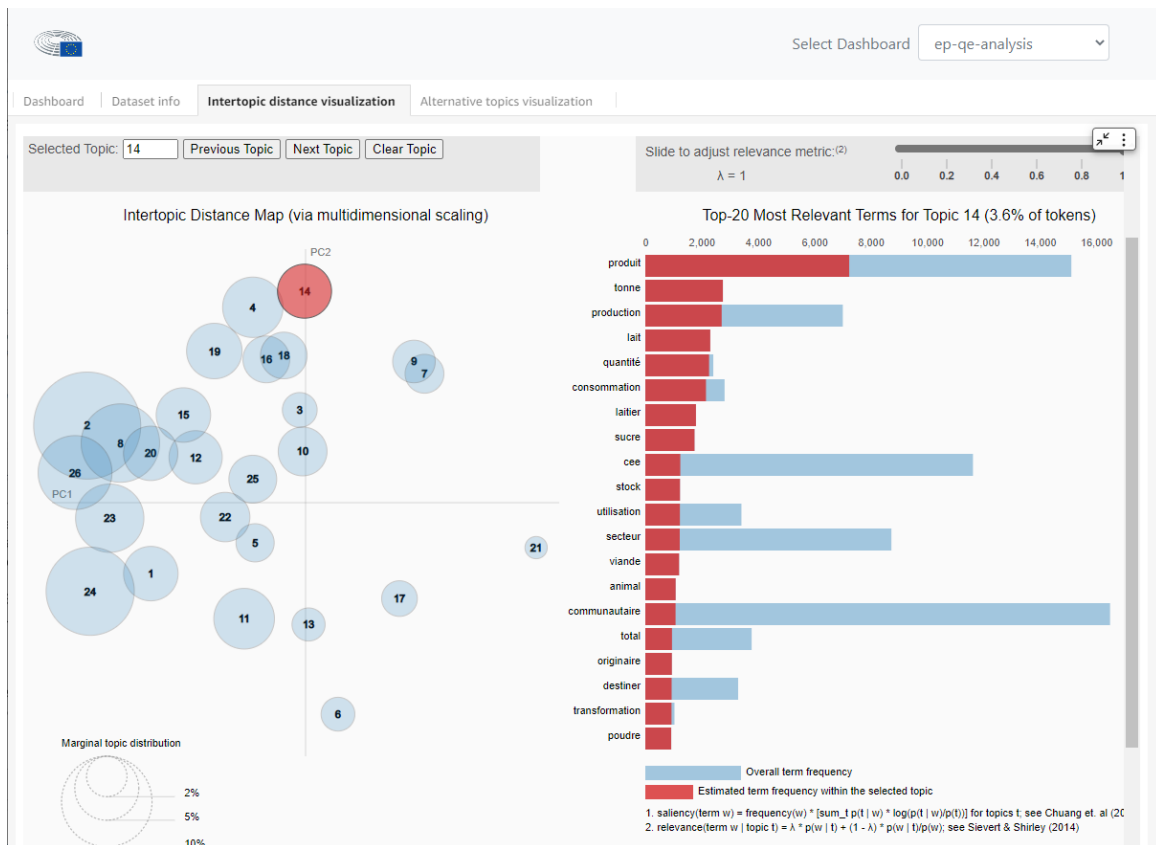 Select Dashboard ep-qe-analysis
Dashboard Dataset info Intertopic distance visualization Alternative topics visualization
Selected Topic: 14 Previous Topic Next Topic Clear Topic
Slide to adjust relevance metric:(2)
λ = 1
0.0 0.2 0.4 0.6 0.8 1
Intertopic Distance Map (via multidimensional scaling)
PC2
14
4
19
16 18
9
7
3
15
2
8
20
12
10
26
25
PC1
23
22
5
21
1
24
17
11
13
6
Marginal topic distribution
2%
5%
10%
Top-20 Most Relevant Terms for Topic 14 (3.6% of tokens)
0 2,000 4,000 6,000 8,000 10,000 12,000 14,000 16,000
produit
tonne
production
lait
quantité
consommation
laitier
sucre
cee
stock
utilisation
secteur
viande
animal
communautaire
total
originaire
destiner
transformation
poudre
Overall term frequency
Estimated term frequency within the selected topic
1. saliency(term w) = frequency(w) * [sum_t p(t | w) * log(p(t | w)/p(t))] for topics t; see Chuang et. al (20
2. relevance(term w | topic t) = λ * p(w | t) + (1 - λ) * p(w | t)/p(w); see Sievert & Shirley (2014)